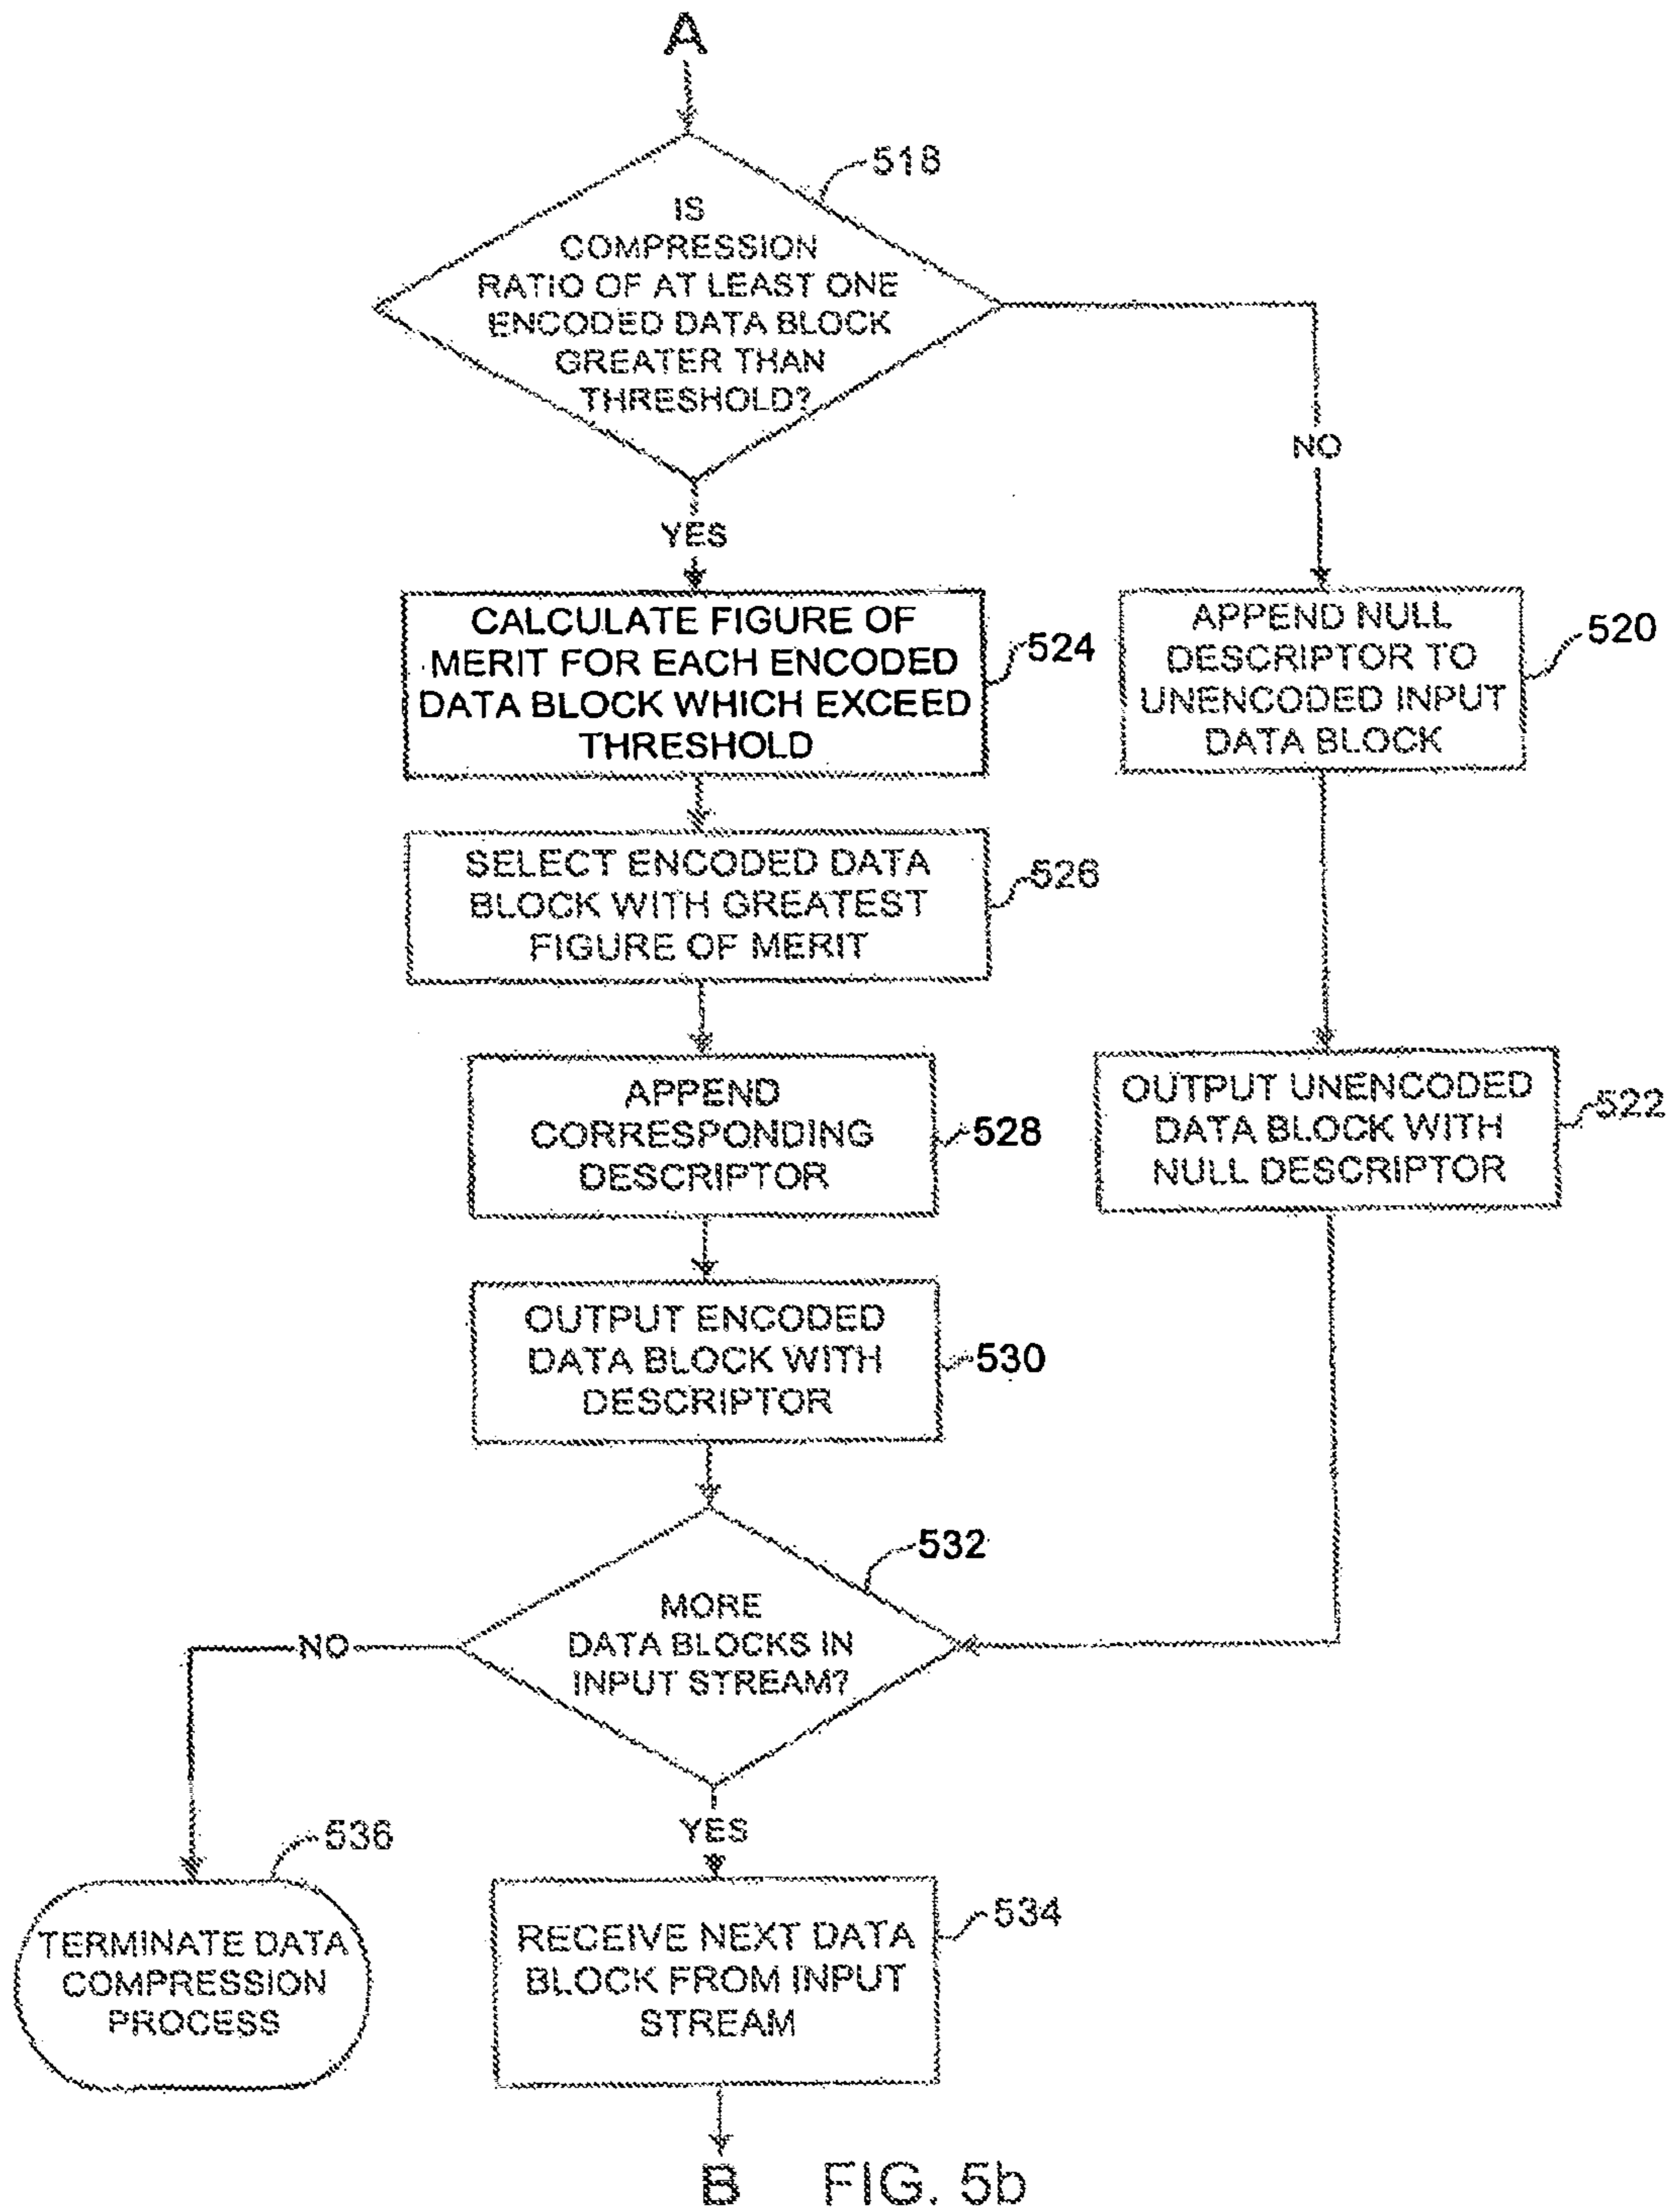 A
518
IS
COMPRESSION
RATIO OF AT LEAST ONE
ENCODED DATA BLOCK
GREATER THAN
THRESHOLD?
NO
YES
CALCULATE FIGURE OF
MERIT FOR EACH ENCODED
DATA BLOCK WHICH EXCEED
THRESHOLD
524
APPEND NULL
DESCRIPTOR TO
UNENCODED INPUT
DATA BLOCK
520
SELECT ENCODED DATA
BLOCK WITH GREATEST
FIGURE OF MERIT
526
APPEND
CORRESPONDING
DESCRIPTOR
528
OUTPUT UNENCODED
DATA BLOCK WITH
NULL DESCRIPTOR
522
OUTPUT ENCODED
DATA BLOCK WITH
DESCRIPTOR
530
532
MORE
DATA BLOCKS IN
INPUT STREAM?
NO
YES
536
TERMINATE DATA
COMPRESSION
PROCESS
RECEIVE NEXT DATA
BLOCK FROM INPUT
STREAM
534
B
FIG. 5b